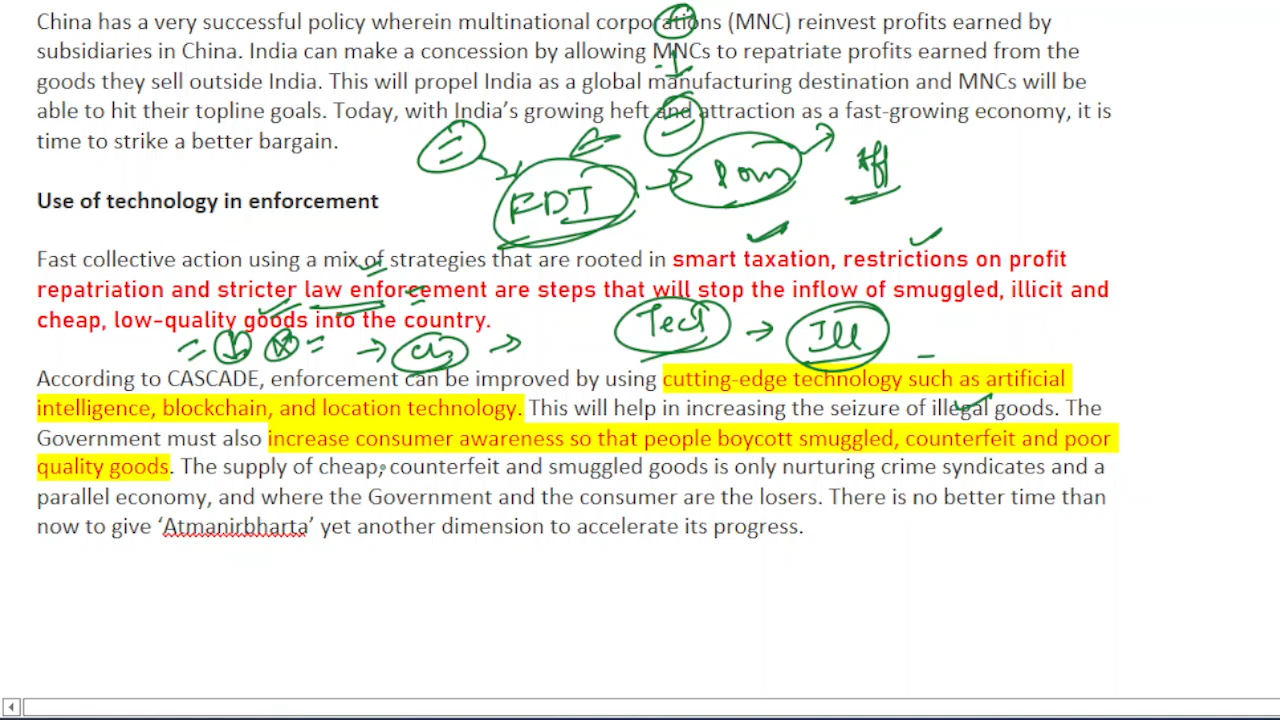 China has a very successful policy wherein multinational corporations (MNC) reinvest profits earned by
subsidiaries in China. India can make a concession by allowing MNCs to repatriate profits earned from the
goods they sell outside India. This will propel India as a global manufacturing destination and MNCs will be
able to hit their topline goals. Today, with India’s growing heft and attraction as a fast-growing economy, it is
time to strike a better bargain.
Use of technology in enforcement
Fast collective action using a mix of strategies that are rooted in smart taxation, restrictions on profit
repatriation and stricter law enforcement are steps that will stop the inflow of smuggled, illicit and
cheap, low-quality goods into the country.
Tect Ill
According to CASCADE, enforcement can be improved by using cutting-edge technology such as artificial
intelligence, blockchain, and location technology. This will help in increasing the seizure of illegal goods. The
Government must also increase consumer awareness so that people boycott smuggled, counterfeit and poor
quality goods. The supply of cheap, counterfeit and smuggled goods is only nurturing crime syndicates and a
parallel economy, and where the Government and the consumer are the losers. There is no better time than
now to give ‘Atmanirbharta’ yet another dimension to accelerate its progress.